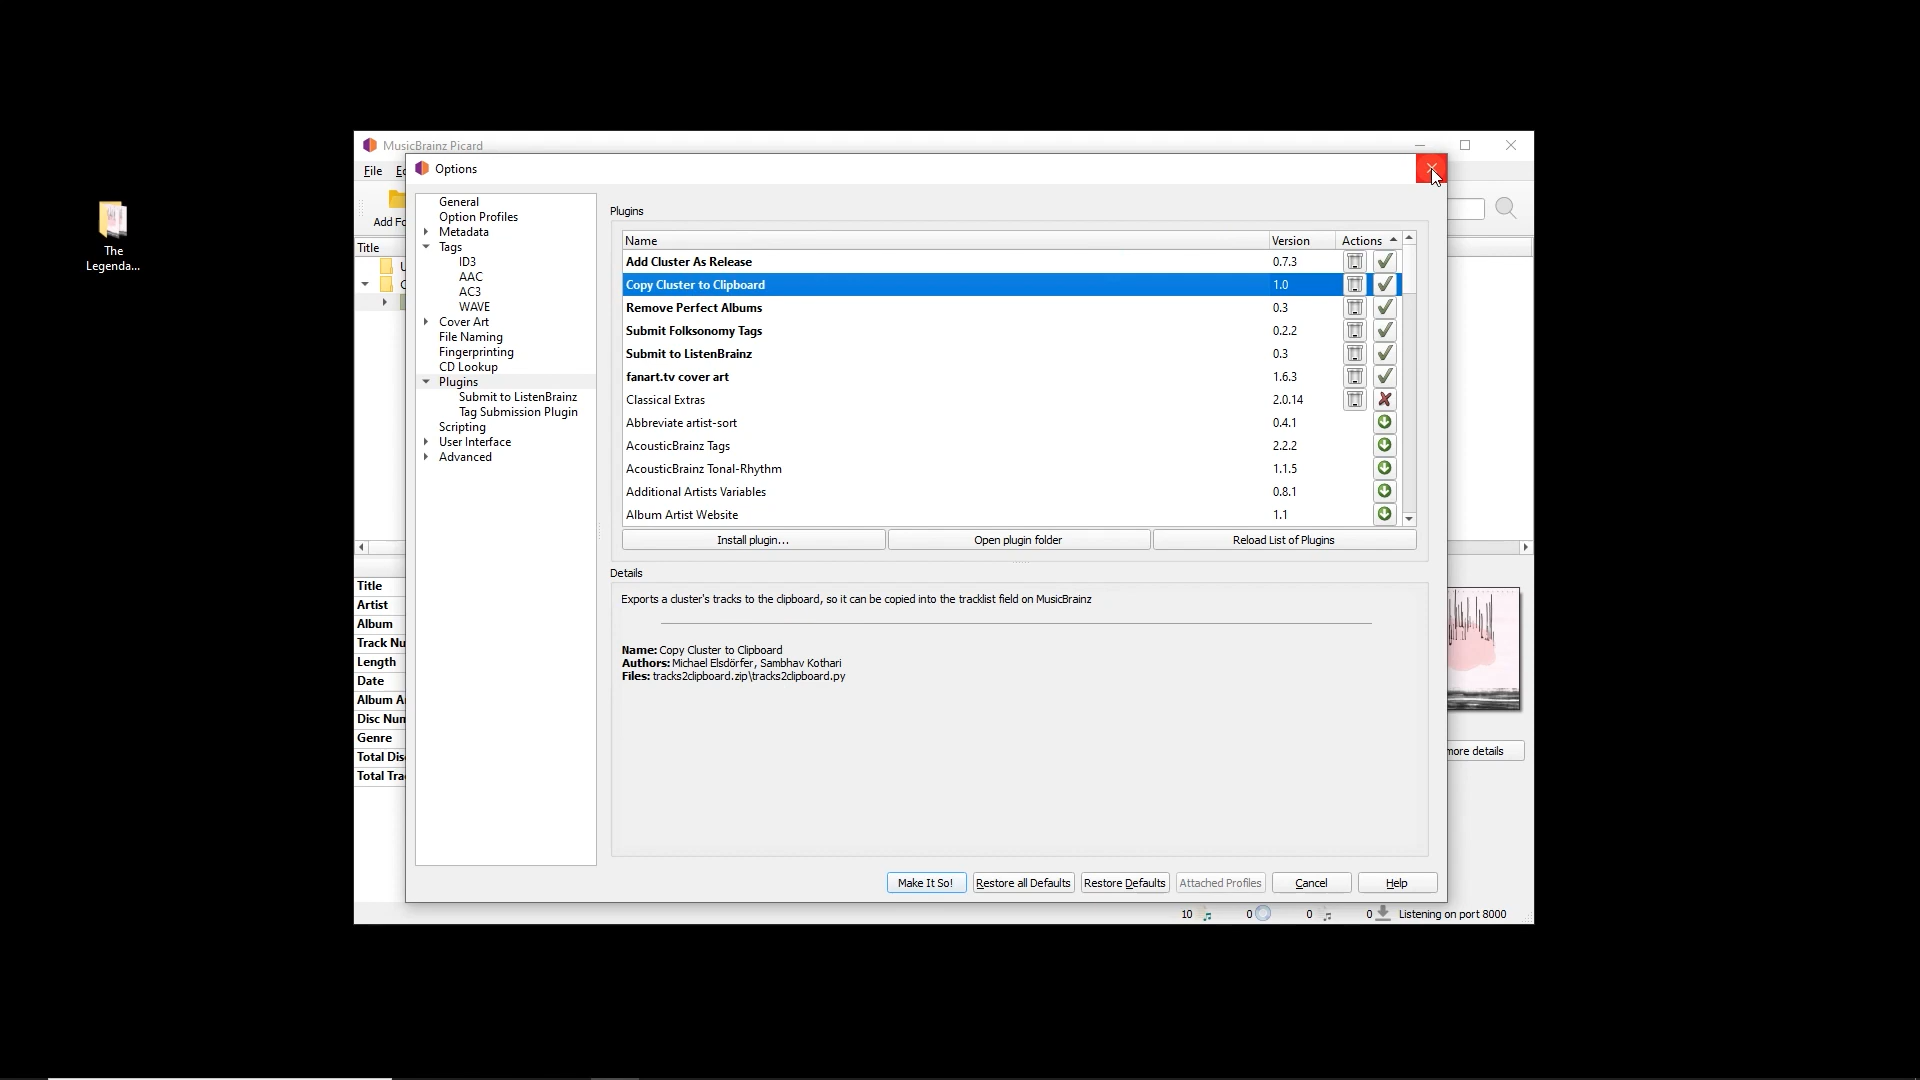 The
Legenda...
MusicBrainz Picard
File
Add Fo
Title
Title
Artist
Album
Track Nu
Length
Date
Album A
Disc Num
Genre
Total Dis
Total Tra
Options
General
Option Profiles
Metadata
Tags
ID3
AAC
AC3
WAVE
Cover Art
File Naming
Fingerprinting
CD Lookup
Plugins
Submit to ListenBrainz
Tag Submission Plugin
Scripting
User Interface
Advanced
Plugins
Name Version Actions
Add Cluster As Release 0.7.3
Copy Cluster to Clipboard 1.0
Remove Perfect Albums 0.3
Submit Folksonomy Tags 0.2.2
Submit to ListenBrainz 0.3
fanart.tv cover art 1.6.3
Classical Extras 2.0.14
Abbreviate artist-sort 0.4.1
AcousticBrainz Tags 2.2.2
AcousticBrainz Tonal-Rhythm 1.1.5
Additional Artists Variables 0.8.1
Album Artist Website 1.1
Install plugin... Open plugin folder Reload List of Plugins
Details
Exports a cluster's tracks to the clipboard, so it can be copied into the tracklist field on MusicBrainz
Name: Copy Cluster to Clipboard
Authors: Michael Elsdörfer, Sambhav Kothari
Files: tracks2clipboard.zip\tracks2clipboard.py
Make It So! Restore all Defaults Restore Defaults Attached Profiles Cancel Help
more details
10 0 0 0 Listening on port 8000